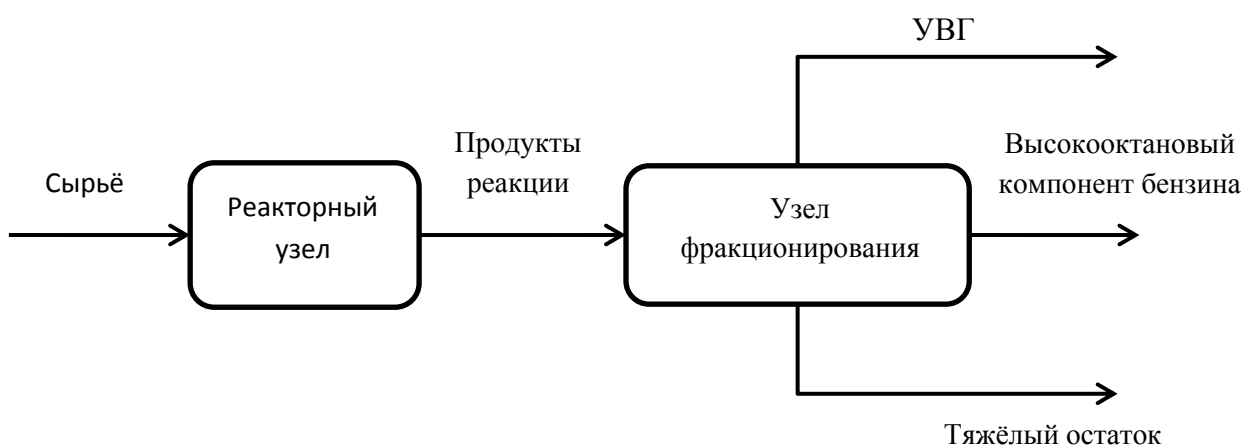 УВГ
Сырьё
Реакторный
узел
Продукты
реакции
Узел
фракционирования
Высокооктановый
компонент бензина
Тяжёлый остаток